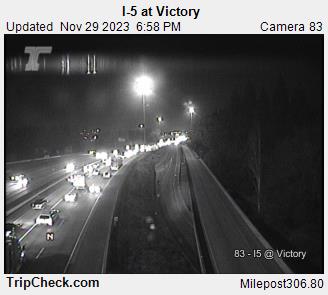 I-5 at Victory
Updated Nov 29 2023 6:58 PM Camera 83
T
N
83 - I5 @ Victory
TripCheck.com Milepost306.80